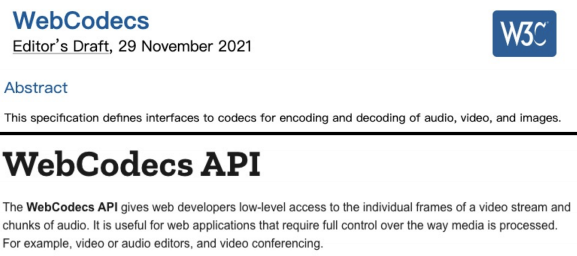 WebCodecs
Editor's Draft, 29 November 2021
W3C
Abstract
This specification defines interfaces to codecs for encoding and decoding of audio, video, and images.
WebCodecs API
The WebCodecs API gives web developers low-level access to the individual frames of a video stream and
chunks of audio. It is useful for web applications that require full control over the way media is processed.
For example, video or audio editors, and video conferencing.